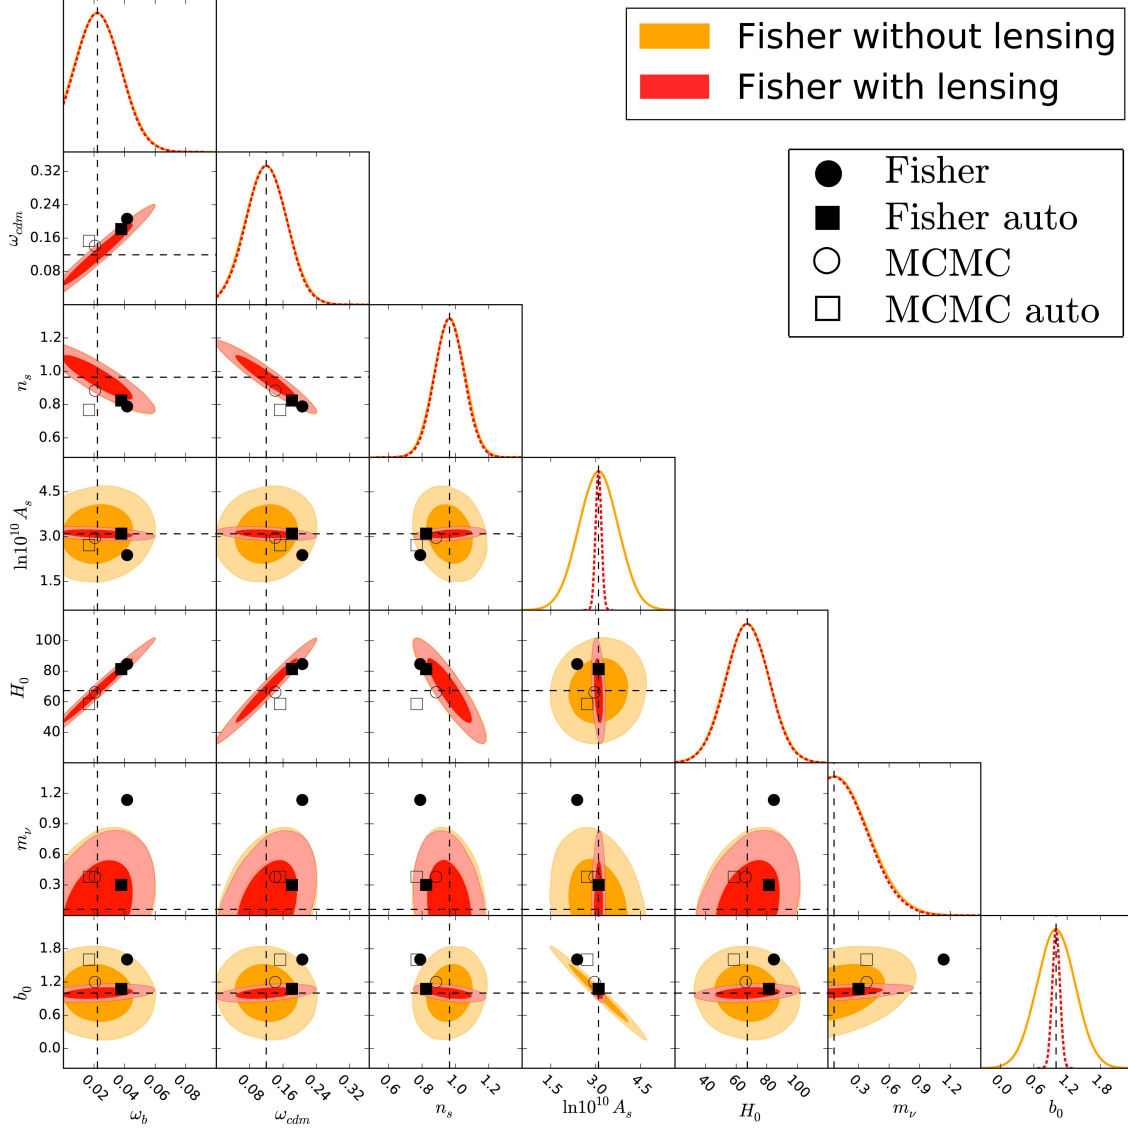 Fisher without lensing
Fisher with lensing
Fisher
Fisher auto
MCMC
MCMC auto
0.32
0.24
0.16
0.08
ω_cdm
1.2
1.0
0.8
0.6
n_s
4.5
3.0
1.5
ln10^10 A_s
100
80
60
40
H_0
1.2
0.9
0.6
0.3
m_ν
1.8
1.2
0.6
0.0
b_0
0.02 0.04 0.06 0.08
0.08 0.16 0.24 0.32
0.6 0.8 1.0 1.2
1.5 3.0 4.5
40 60 80 100
0.3 0.6 0.9 1.2
0.0 0.6 1.2 1.8
ω_b ω_cdm n_s ln10^10 A_s H_0 m_ν b_0